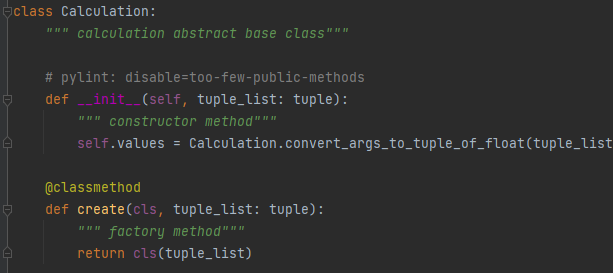 class Calculation:
    """ calculation abstract base class"""
    # pylint: disable=too-few-public-methods
    def __init__(self, tuple_list: tuple):
        """ constructor method"""
        self.values = Calculation.convert_args_to_tuple_of_float(tuple_list
    @classmethod
    def create(cls, tuple_list: tuple):
        """ factory method"""
        return cls(tuple_list)